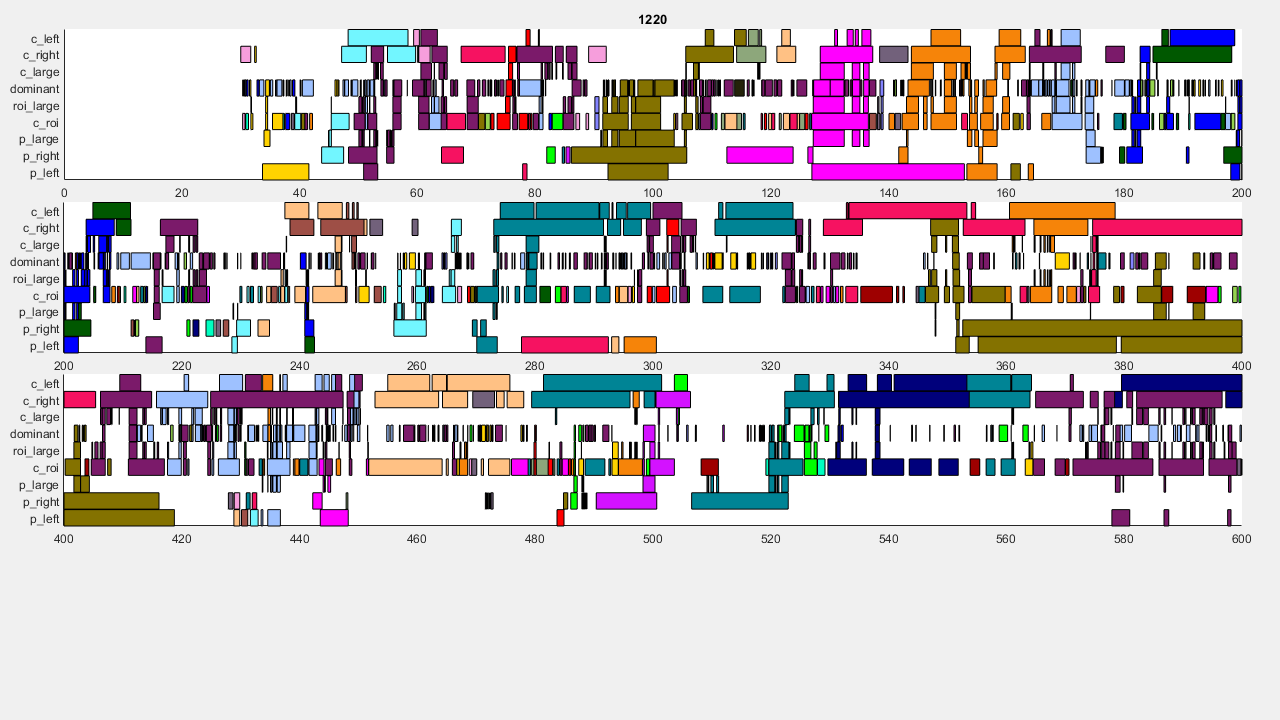 1220
c_left
c_right
c_large
dominant
roi_large
c_roi
p_large
p_right
p_left
0 20 40 60 80 100 120 140 160 180 200
c_left
c_right
c_large
dominant
roi_large
c_roi
p_large
p_right
p_left
200 220 240 260 280 300 320 340 360 380 400
c_left
c_right
c_large
dominant
roi_large
c_roi
p_large
p_right
p_left
400 420 440 460 480 500 520 540 560 580 600